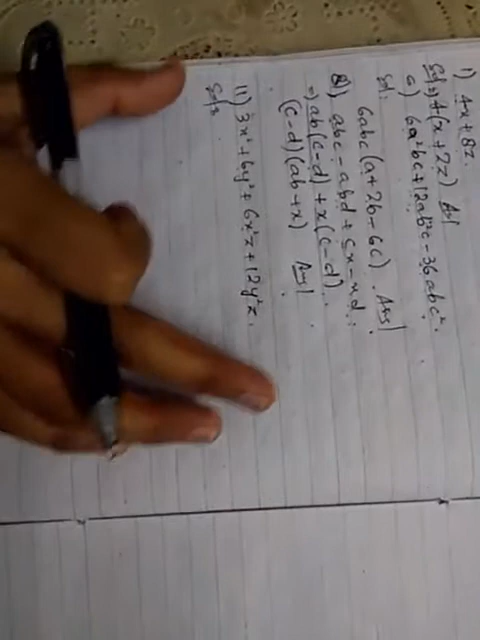 1) 4x + 8z.
Sol:⇒ 4(x + 2z) Ans
6) 6a²bc + 12ab²c - 36abc².
Sol:
6abc (a + 2b - 6c). Ans
8) abc - abd + cx - xd.
⇒ ab(c-d) + x(c-d).
(c-d)(ab+x) Ans
11) 3x² + 6y² + 6x²z + 12y²z.
Sol: